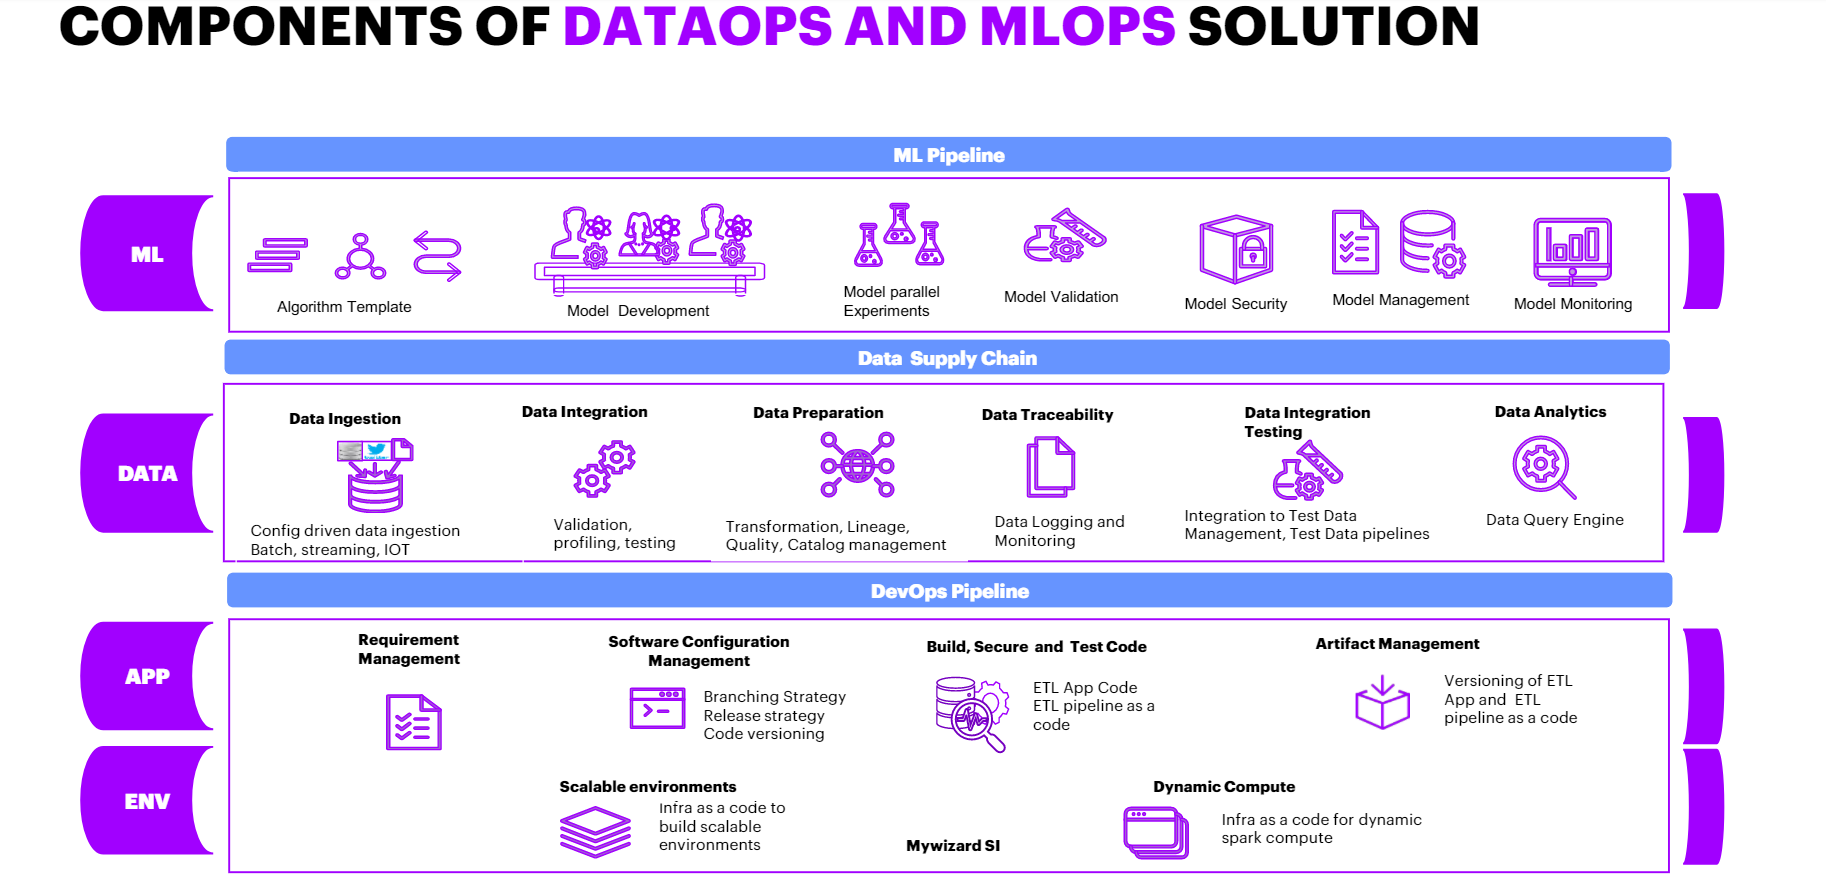 COMPONENTS OF DATAOPS AND MLOPS SOLUTION
ML Pipeline
ML
Algorithm Template
Model Development
Model parallel
Experiments
Model Validation
Model Security
Model Management
Model Monitoring
Data Supply Chain
DATA
Data Ingestion
Config driven data ingestion
Batch, streaming, IOT
Data Integration
Validation,
profiling, testing
Data Preparation
Transformation, Lineage,
Quality, Catalog management
Data Traceability
Data Logging and
Monitoring
Data Integration
Testing
Integration to Test Data
Management, Test Data pipelines
Data Analytics
Data Query Engine
DevOps Pipeline
APP
Requirement
Management
Software Configuration
Management
Branching Strategy
Release strategy
Code versioning
Build, Secure and Test Code
ETL App Code
ETL pipeline as a
code
Artifact Management
Versioning of ETL
App and ETL
pipeline as a code
ENV
Scalable environments
Infra as a code to
build scalable
environments
Mywizard SI
Dynamic Compute
Infra as a code for dynamic
spark compute